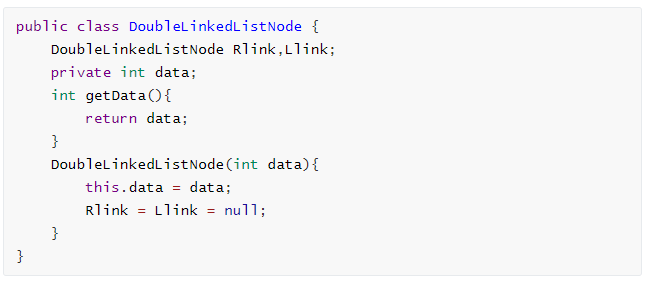 public class DoubleLinkedListNode {
    DoubleLinkedListNode Rlink,Llink;
    private int data;
    int getData(){
        return data;
    }
    DoubleLinkedListNode(int data){
        this.data = data;
        Rlink = Llink = null;
    }
}